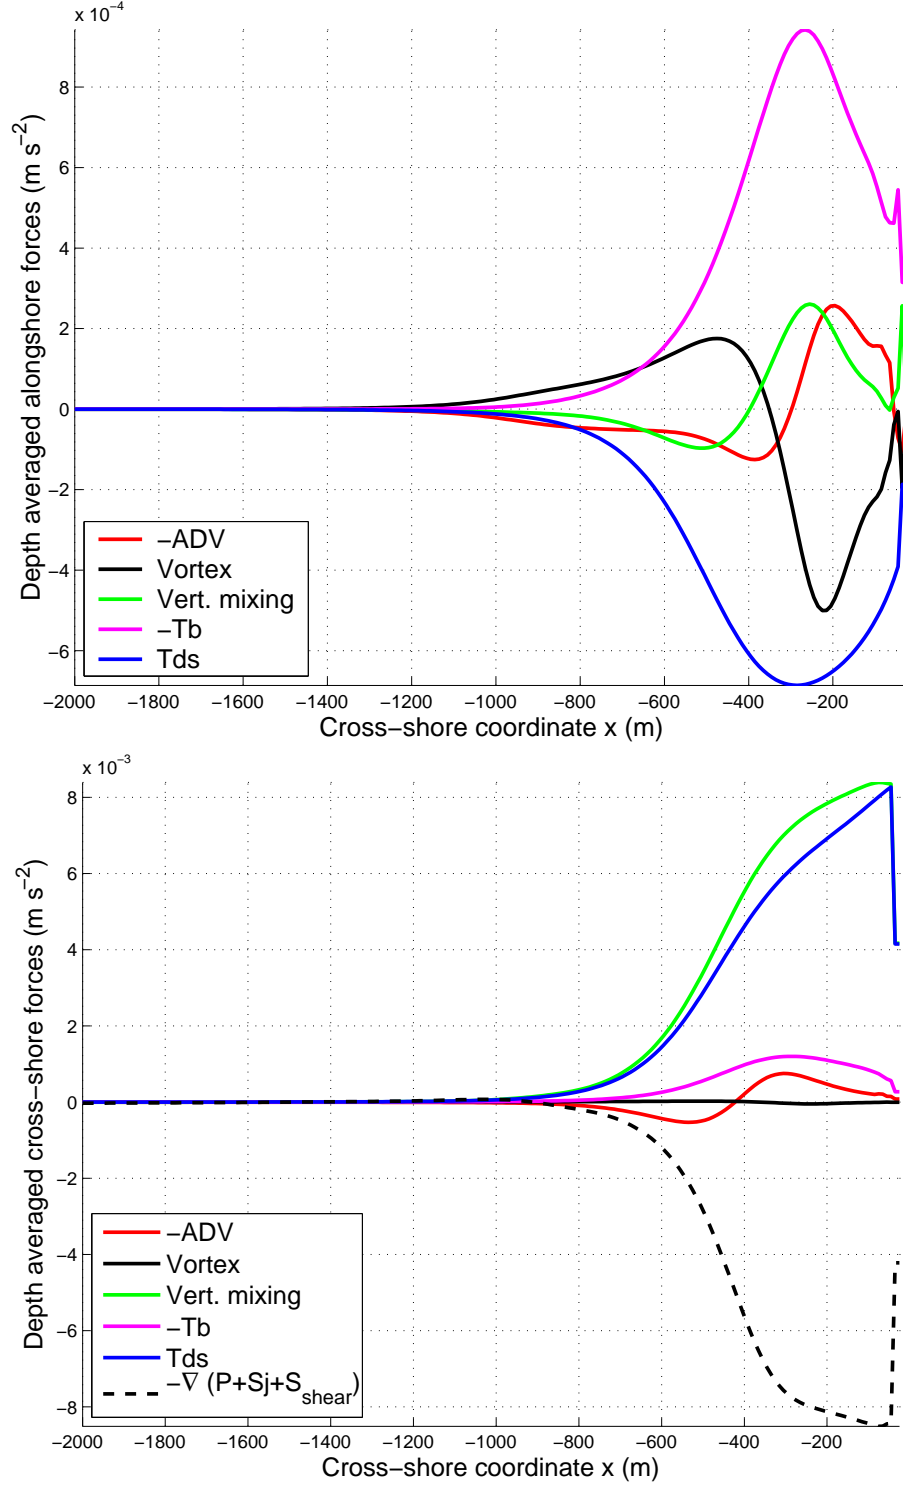 x 10−4
Depth averaged alongshore forces (m s−2)
8
6
4
2
0
−2
−4
−6
−ADV
Vortex
Vert. mixing
−Tb
Tds
−2000 −1800 −1600 −1400 −1200 −1000 −800 −600 −400 −200
Cross−shore coordinate x (m)
x 10−3
Depth averaged cross−shore forces (m s−2)
8
6
4
2
0
−2
−4
−6
−8
−ADV
Vortex
Vert. mixing
−Tb
Tds
−∇ (P+Sj+Sshear)
−2000 −1800 −1600 −1400 −1200 −1000 −800 −600 −400 −200
Cross−shore coordinate x (m)